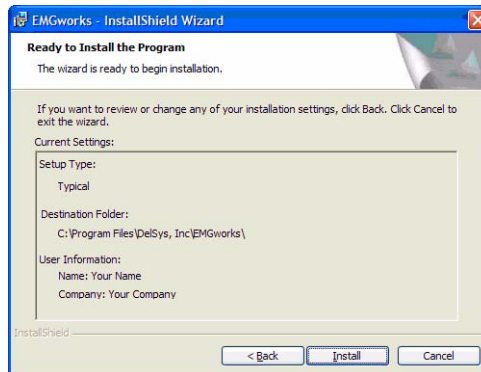 EMGworks - InstallShield Wizard
Ready to Install the Program
The wizard is ready to begin installation.
If you want to review or change any of your installation settings, click Back. Click Cancel to
exit the wizard.
Current Settings:
Setup Type:
Typical
Destination Folder:
C:\Program Files\DelSys, Inc\EMGworks\
User Information:
Name: Your Name
Company: Your Company
InstallShield
< Back Install Cancel